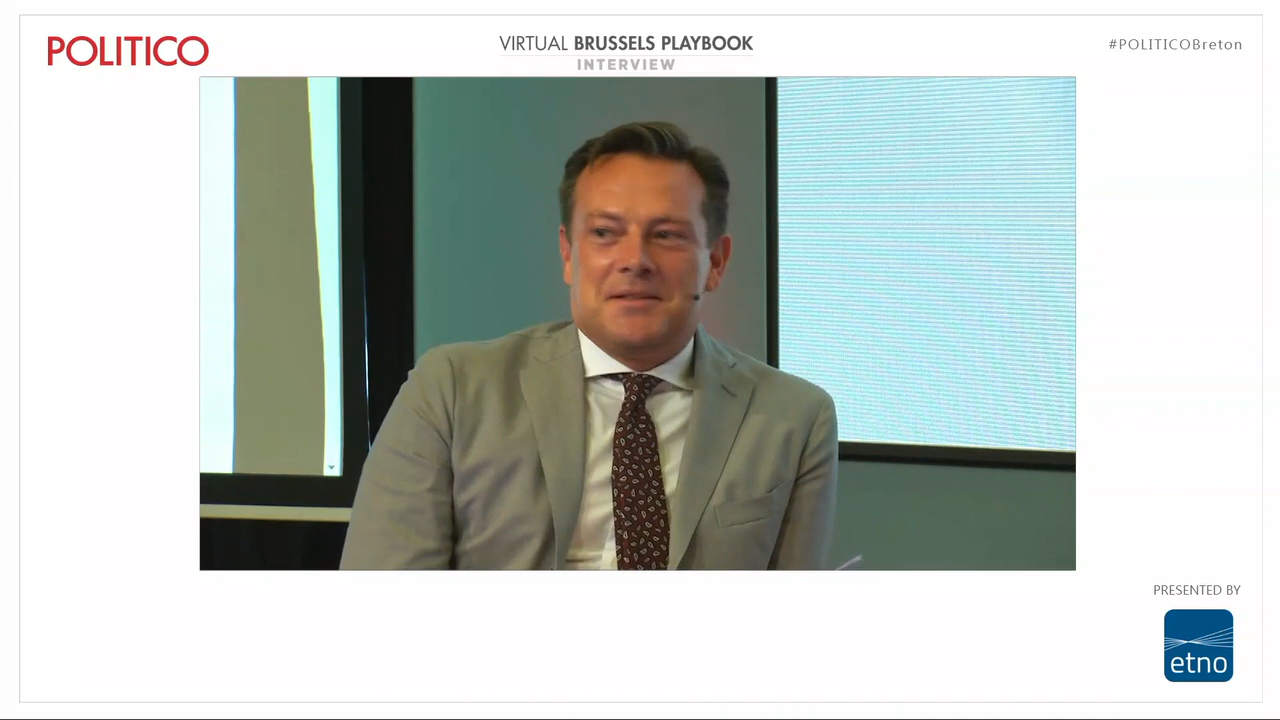 POLITICO
VIRTUAL BRUSSELS PLAYBOOK
INTERVIEW
#POLITICOBreton
PRESENTED BY
etno